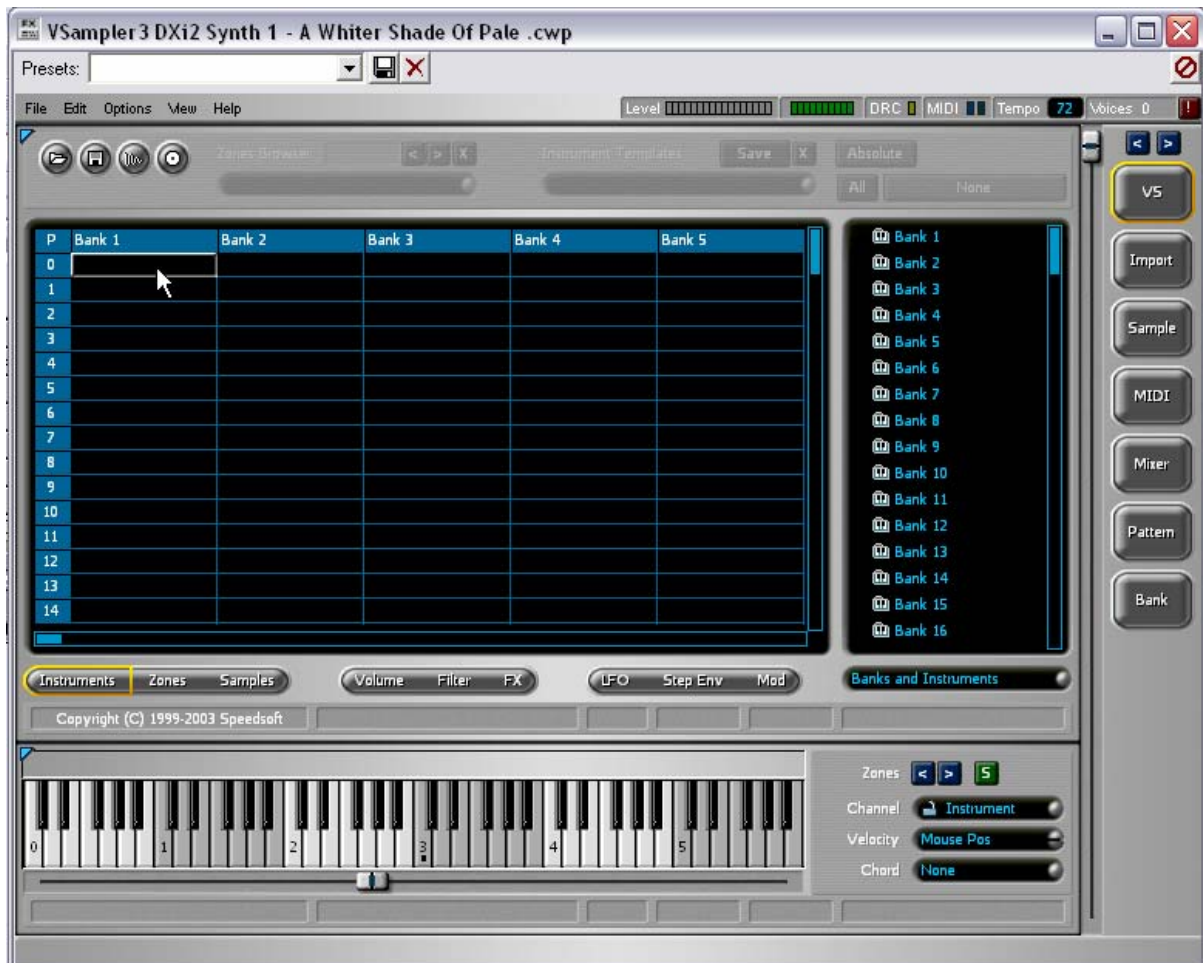 VSampler3 DXi2 Synth 1 - A Whiter Shade Of Pale .cwp
Presets:
File Edit Options View Help Level DRC MIDI Tempo 72 Voices 0 !
Zones Browser < > X Instrument Templates Save X Absolute
All None
VS
Import
Sample
MIDI
Mixer
Pattern
Bank
P Bank 1 Bank 2 Bank 3 Bank 4 Bank 5
0
1
2
3
4
5
6
7
8
9
10
11
12
13
14
Bank 1
Bank 2
Bank 3
Bank 4
Bank 5
Bank 6
Bank 7
Bank 8
Bank 9
Bank 10
Bank 11
Bank 12
Bank 13
Bank 14
Bank 15
Bank 16
Instruments Zones Samples Volume Filter FX LFO Step Env Mod Banks and Instruments
Copyright (C) 1999-2003 Speedsoft
0 1 2 3 4 5
Zones < > S
Channel Instrument
Velocity Mouse Pos
Chord None